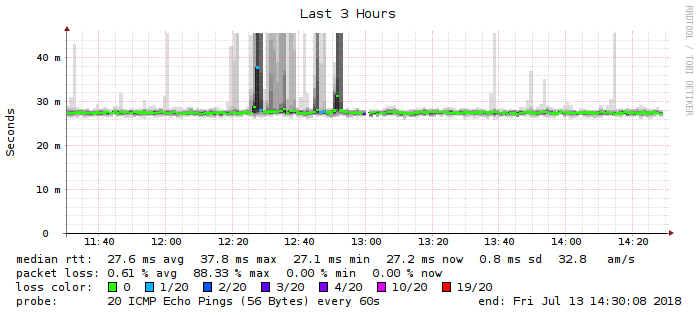 Last 3 Hours
RRDTOOL / TOBI OETIKER
Seconds
40 m
30 m
20 m
10 m
0
11:40 12:00 12:20 12:40 13:00 13:20 13:40 14:00 14:20
median rtt: 27.6 ms avg 37.8 ms max 27.1 ms min 27.2 ms now 0.8 ms sd 32.8 am/s
packet loss: 0.61 % avg 88.33 % max 0.00 % min 0.00 % now
loss color: 0 1/20 2/20 3/20 4/20 10/20 19/20
probe: 20 ICMP Echo Pings (56 Bytes) every 60s end: Fri Jul 13 14:30:08 2018